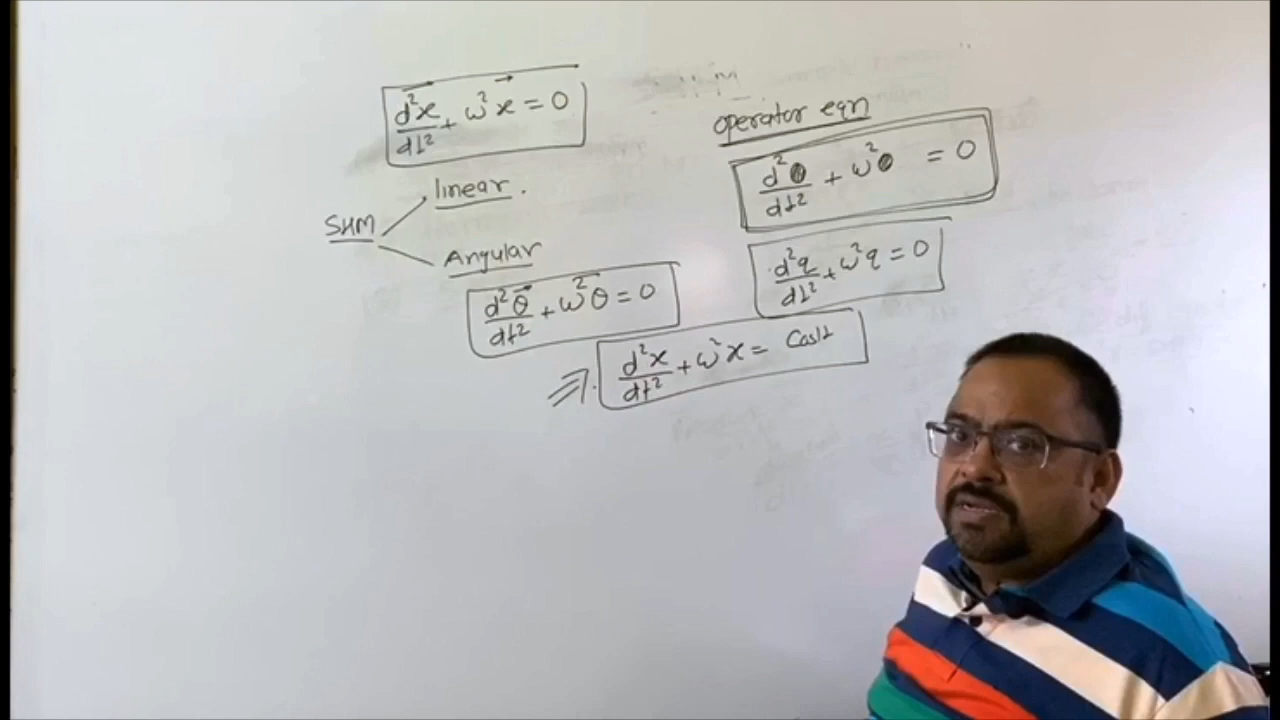 d²x/dt² + ω²x = 0
SHM
linear.
Angular
d²θ/dt² + ω²θ = 0
operator eqn
d²●/dt² + ω²● = 0
d²q/dt² + ω²q = 0
⇒ d²x/dt² + ω²x =